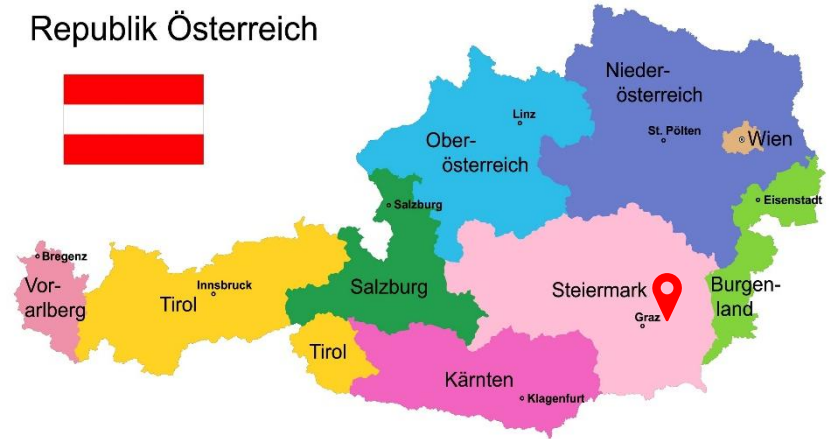 Republik Österreich
Nieder-
österreich
Linz
St. Pölten
Wien
Ober-
österreich
Eisenstadt
Salzburg
Bregenz
Vor-
arlberg
Innsbruck
Tirol
Salzburg
Steiermark
Graz
Burgen-
land
Tirol
Kärnten
Klagenfurt